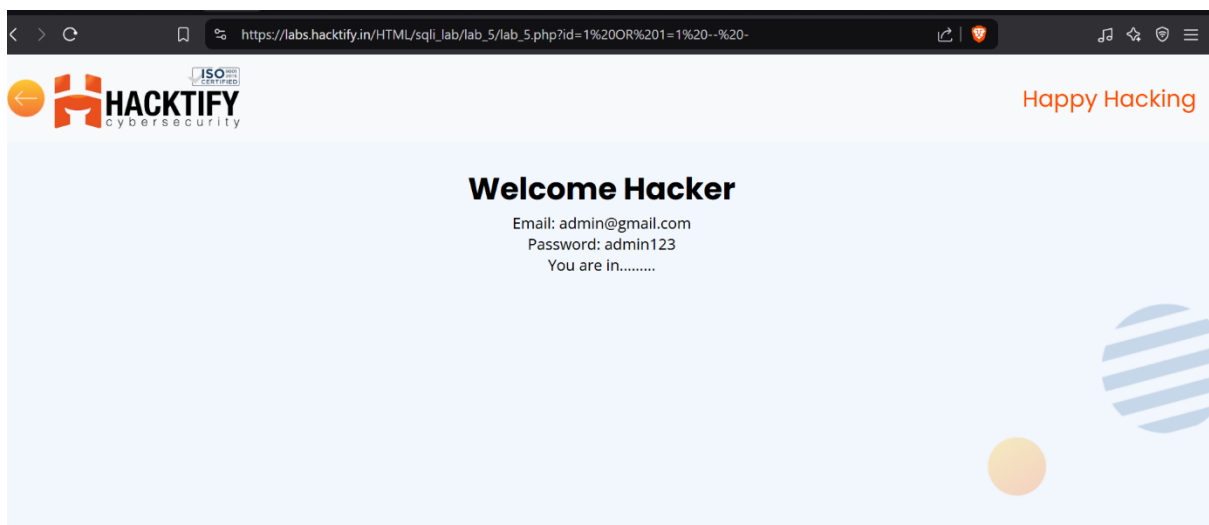 https://labs.hacktify.in/HTML/sqli_lab/lab_5/lab_5.php?id=1%20OR%201=1%20--%20-
ISO
CERTIFIED
HACKTIFY
cybersecurity
Happy Hacking
Welcome Hacker
Email: admin@gmail.com
Password: admin123
You are in.........